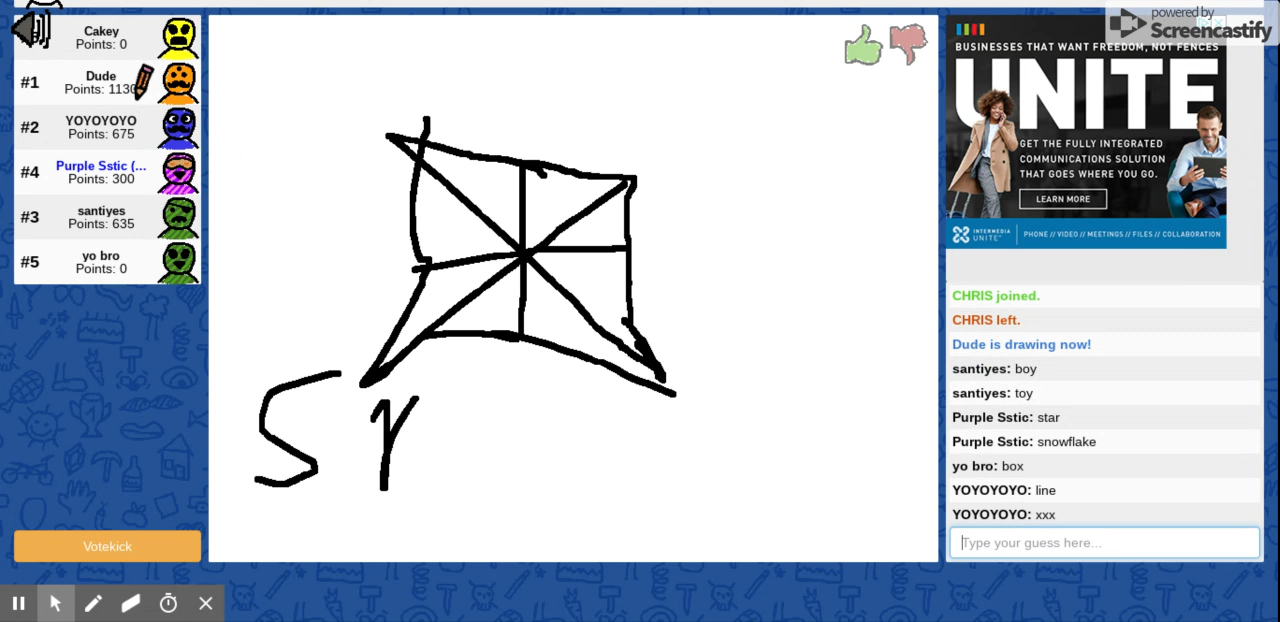 powered by
Screencastify
Cakey
Points: 0
#1
Dude
Points: 1130
#2
YOYOYOYO
Points: 675
#4
Purple Sstic (...
Points: 300
#3
santiyes
Points: 635
#5
yo bro
Points: 0
Votekick
S r
BUSINESSES THAT WANT FREEDOM, NOT FENCES
UNITE
GET THE FULLY INTEGRATED
COMMUNICATIONS SOLUTION
THAT GOES WHERE YOU GO.
LEARN MORE
INTERMEDIA
UNITE
PHONE // VIDEO // MEETINGS // FILES // COLLABORATION
CHRIS joined.
CHRIS left.
Dude is drawing now!
santiyes: boy
santiyes: toy
Purple Sstic: star
Purple Sstic: snowflake
yo bro: box
YOYOYOYO: line
YOYOYOYO: xxx
Type your guess here...